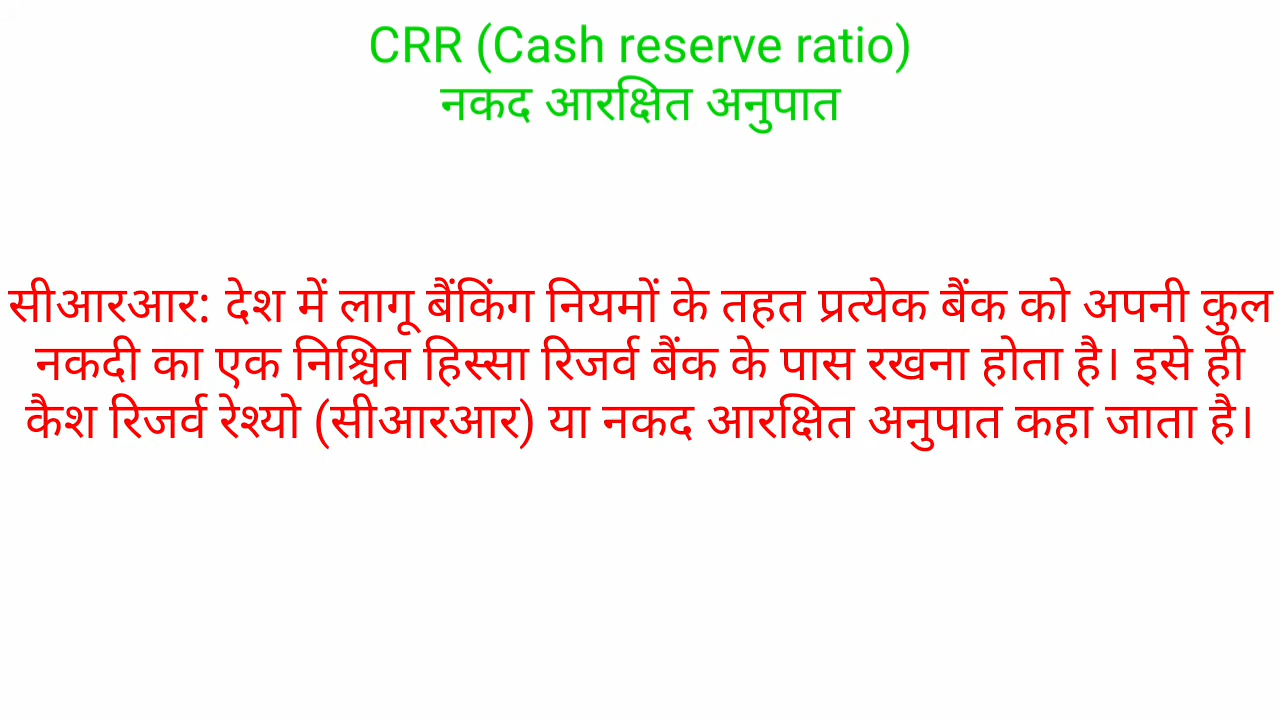 CRR (Cash reserve ratio)
नकद आरक्षित अनुपात
सीआरआर: देश में लागू बैंकिंग नियमों के तहत प्रत्येक बैंक को अपनी कुल
नकदी का एक निश्चित हिस्सा रिजर्व बैंक के पास रखना होता है। इसे ही
कैश रिजर्व रेश्यो (सीआरआर) या नकद आरक्षित अनुपात कहा जाता है।